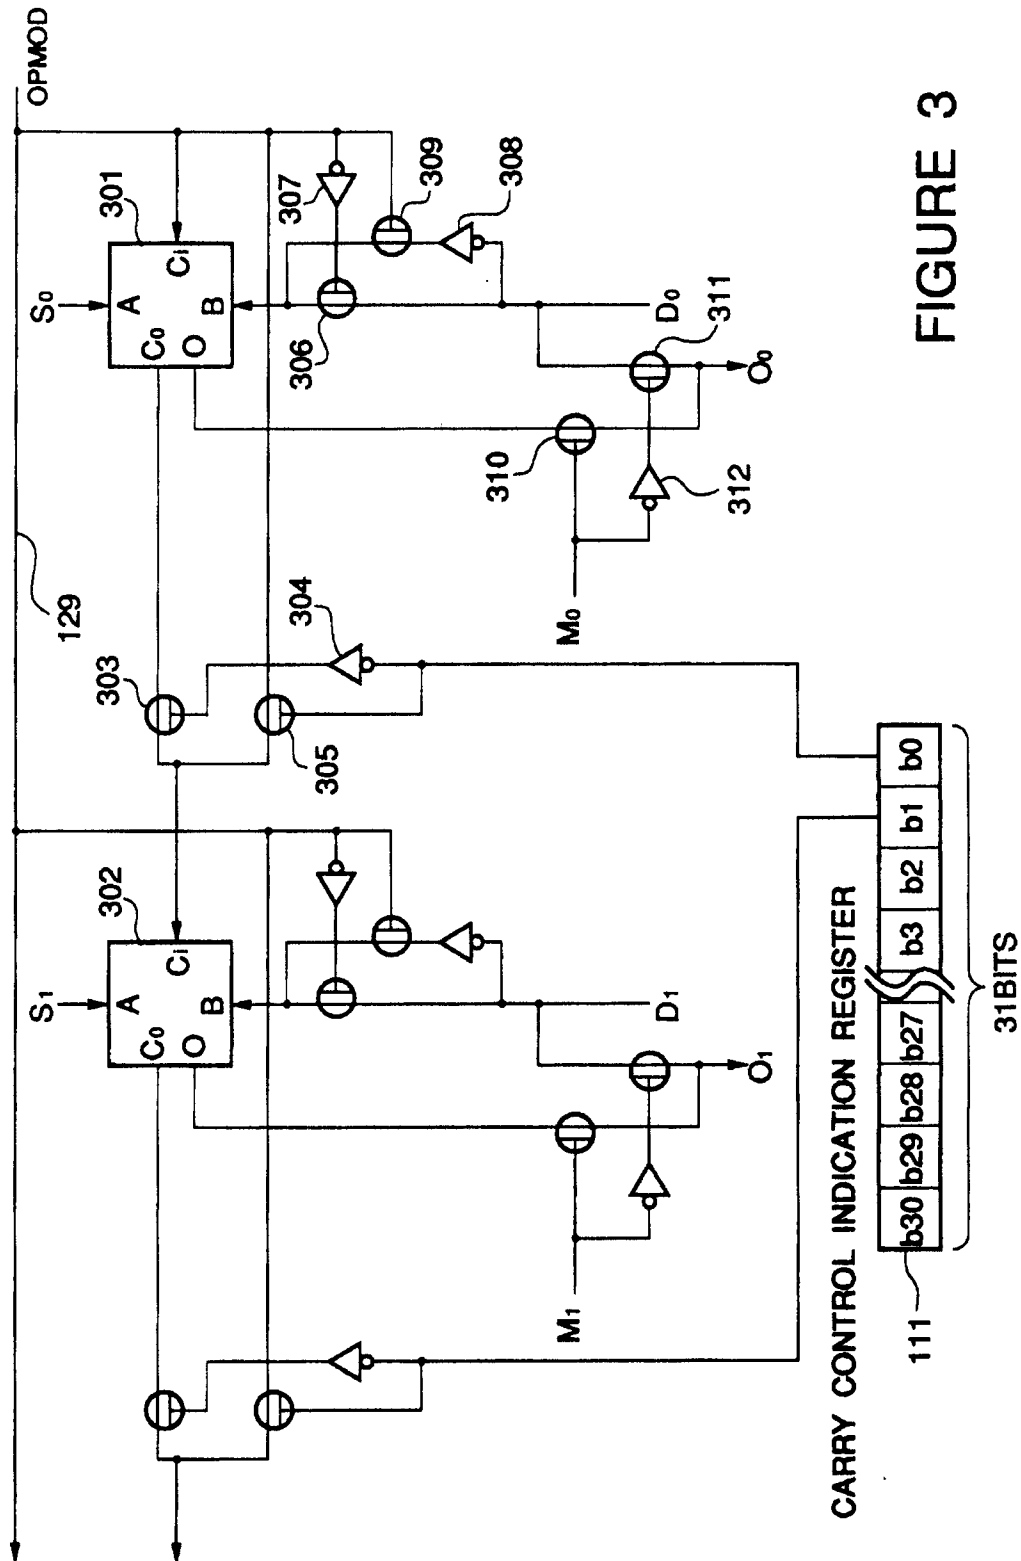 OPMOD
129
S0
A
C0
Ci
O
B
301
303
304
305
306
307
309
308
310
311
312
M0
D0
O0
S1
A
C0
Ci
O
B
302
M1
D1
O1
CARRY CONTROL INDICATION REGISTER
b30 b29 b28 b27 b3 b2 b1 b0
111
31BITS
FIGURE 3